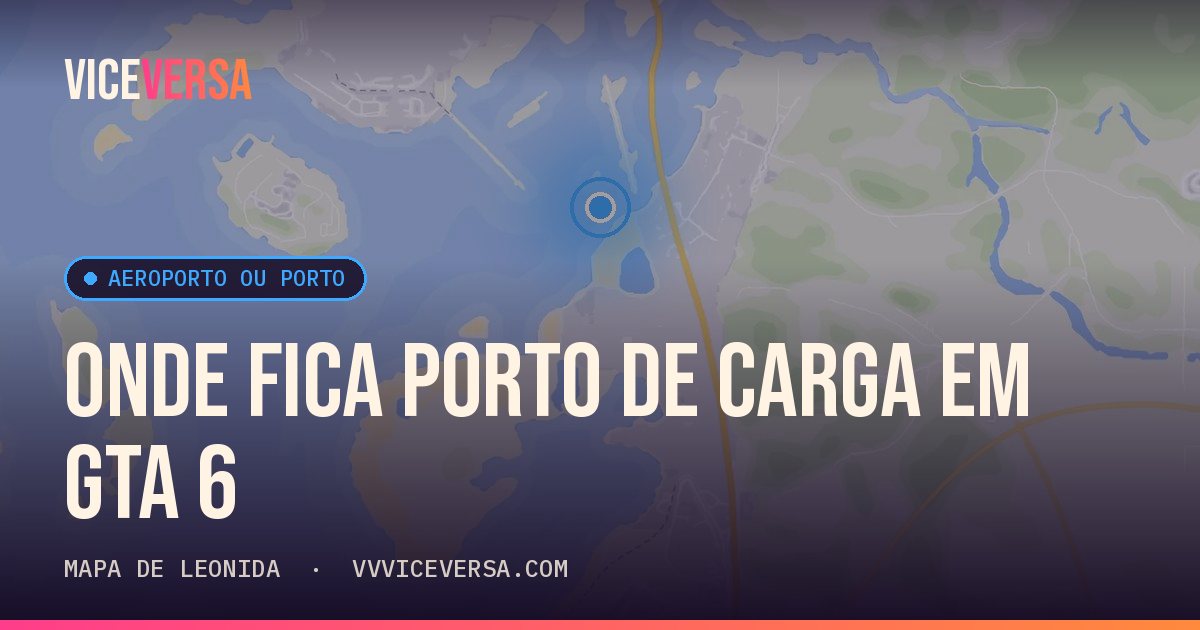 VICEVERSA
AEROPORTO OU PORTO
ONDE FICA PORTO DE CARGA EM
GTA 6
MAPA DE LEONIDA · VVVICEVERSA.COM